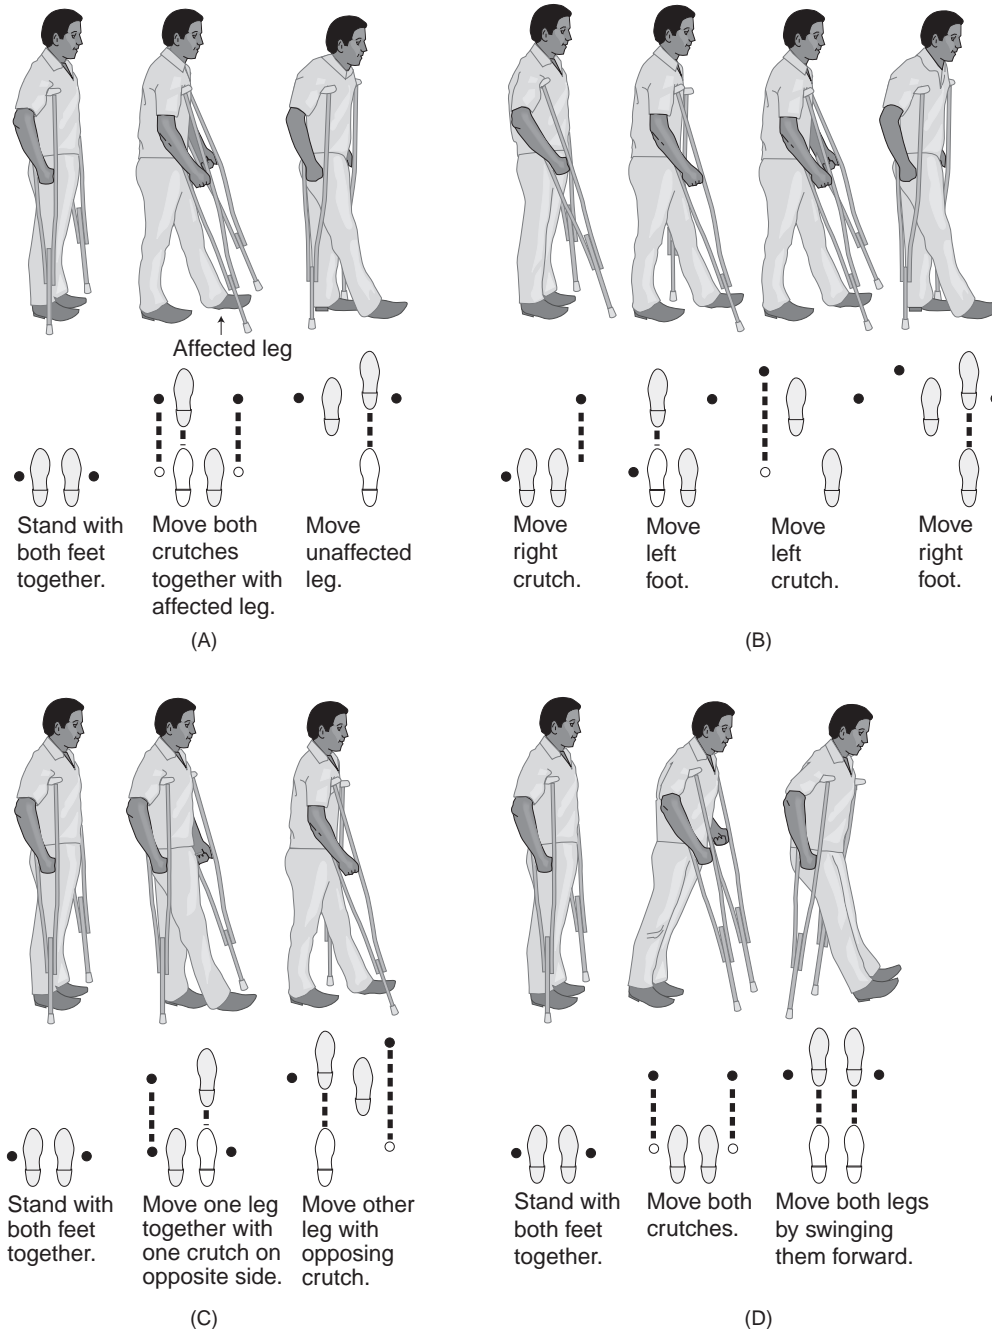 Affected leg
Stand with
both feet
together.
Move both
crutches
together with
affected leg.
Move
unaffected
leg.
(A)
Move
right
crutch.
Move
left
foot.
Move
left
crutch.
Move
right
foot.
(B)
Stand with
both feet
together.
Move one leg
together with
one crutch on
opposite side.
Move other
leg with
opposing
crutch.
(C)
Stand with
both feet
together.
Move both
crutches.
Move both legs
by swinging
them forward.
(D)